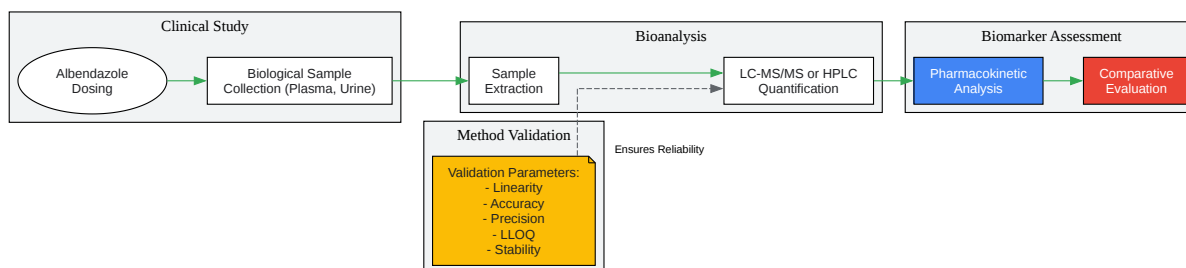 Clinical Study
Albendazole
Dosing
Biological Sample
Collection (Plasma, Urine)
Bioanalysis
Sample
Extraction
LC-MS/MS or HPLC
Quantification
Biomarker Assessment
Pharmacokinetic
Analysis
Comparative
Evaluation
Method Validation
Ensures Reliability
Validation Parameters:
- Linearity
- Accuracy
- Precision
- LLOQ
- Stability